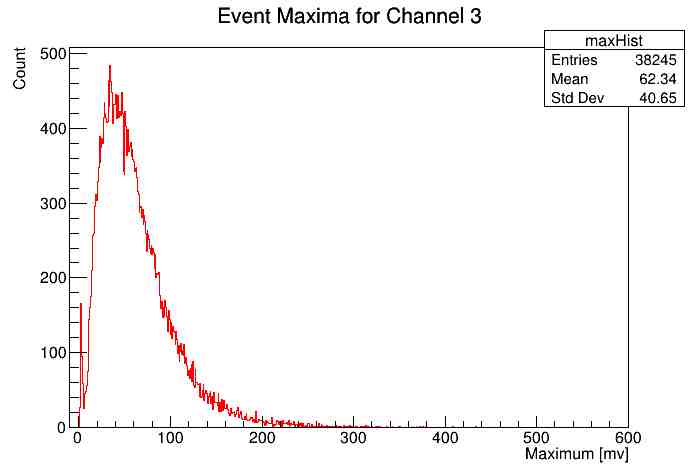 Event Maxima for Channel 3
maxHist
Entries 38245
Mean 62.34
Std Dev 40.65
Count
500
400
300
200
100
0
0 100 200 300 400 500 600
Maximum [mv]